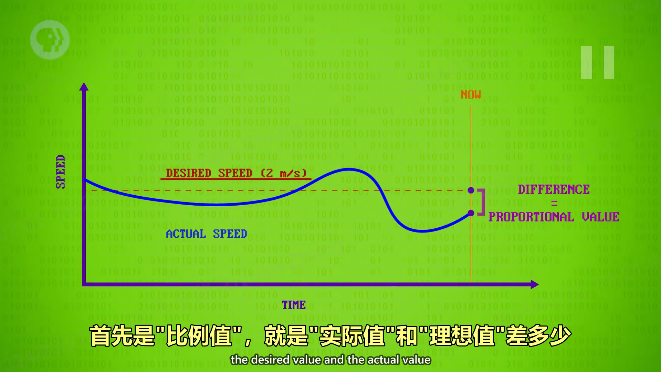 NOW
DESIRED SPEED (2 m/s)
SPEED
DIFFERENCE
=
PROPORTIONAL VALUE
ACTUAL SPEED
TIME
首先是"比例值"，就是"实际值"和"理想值"差多少
the desired value and the actual value